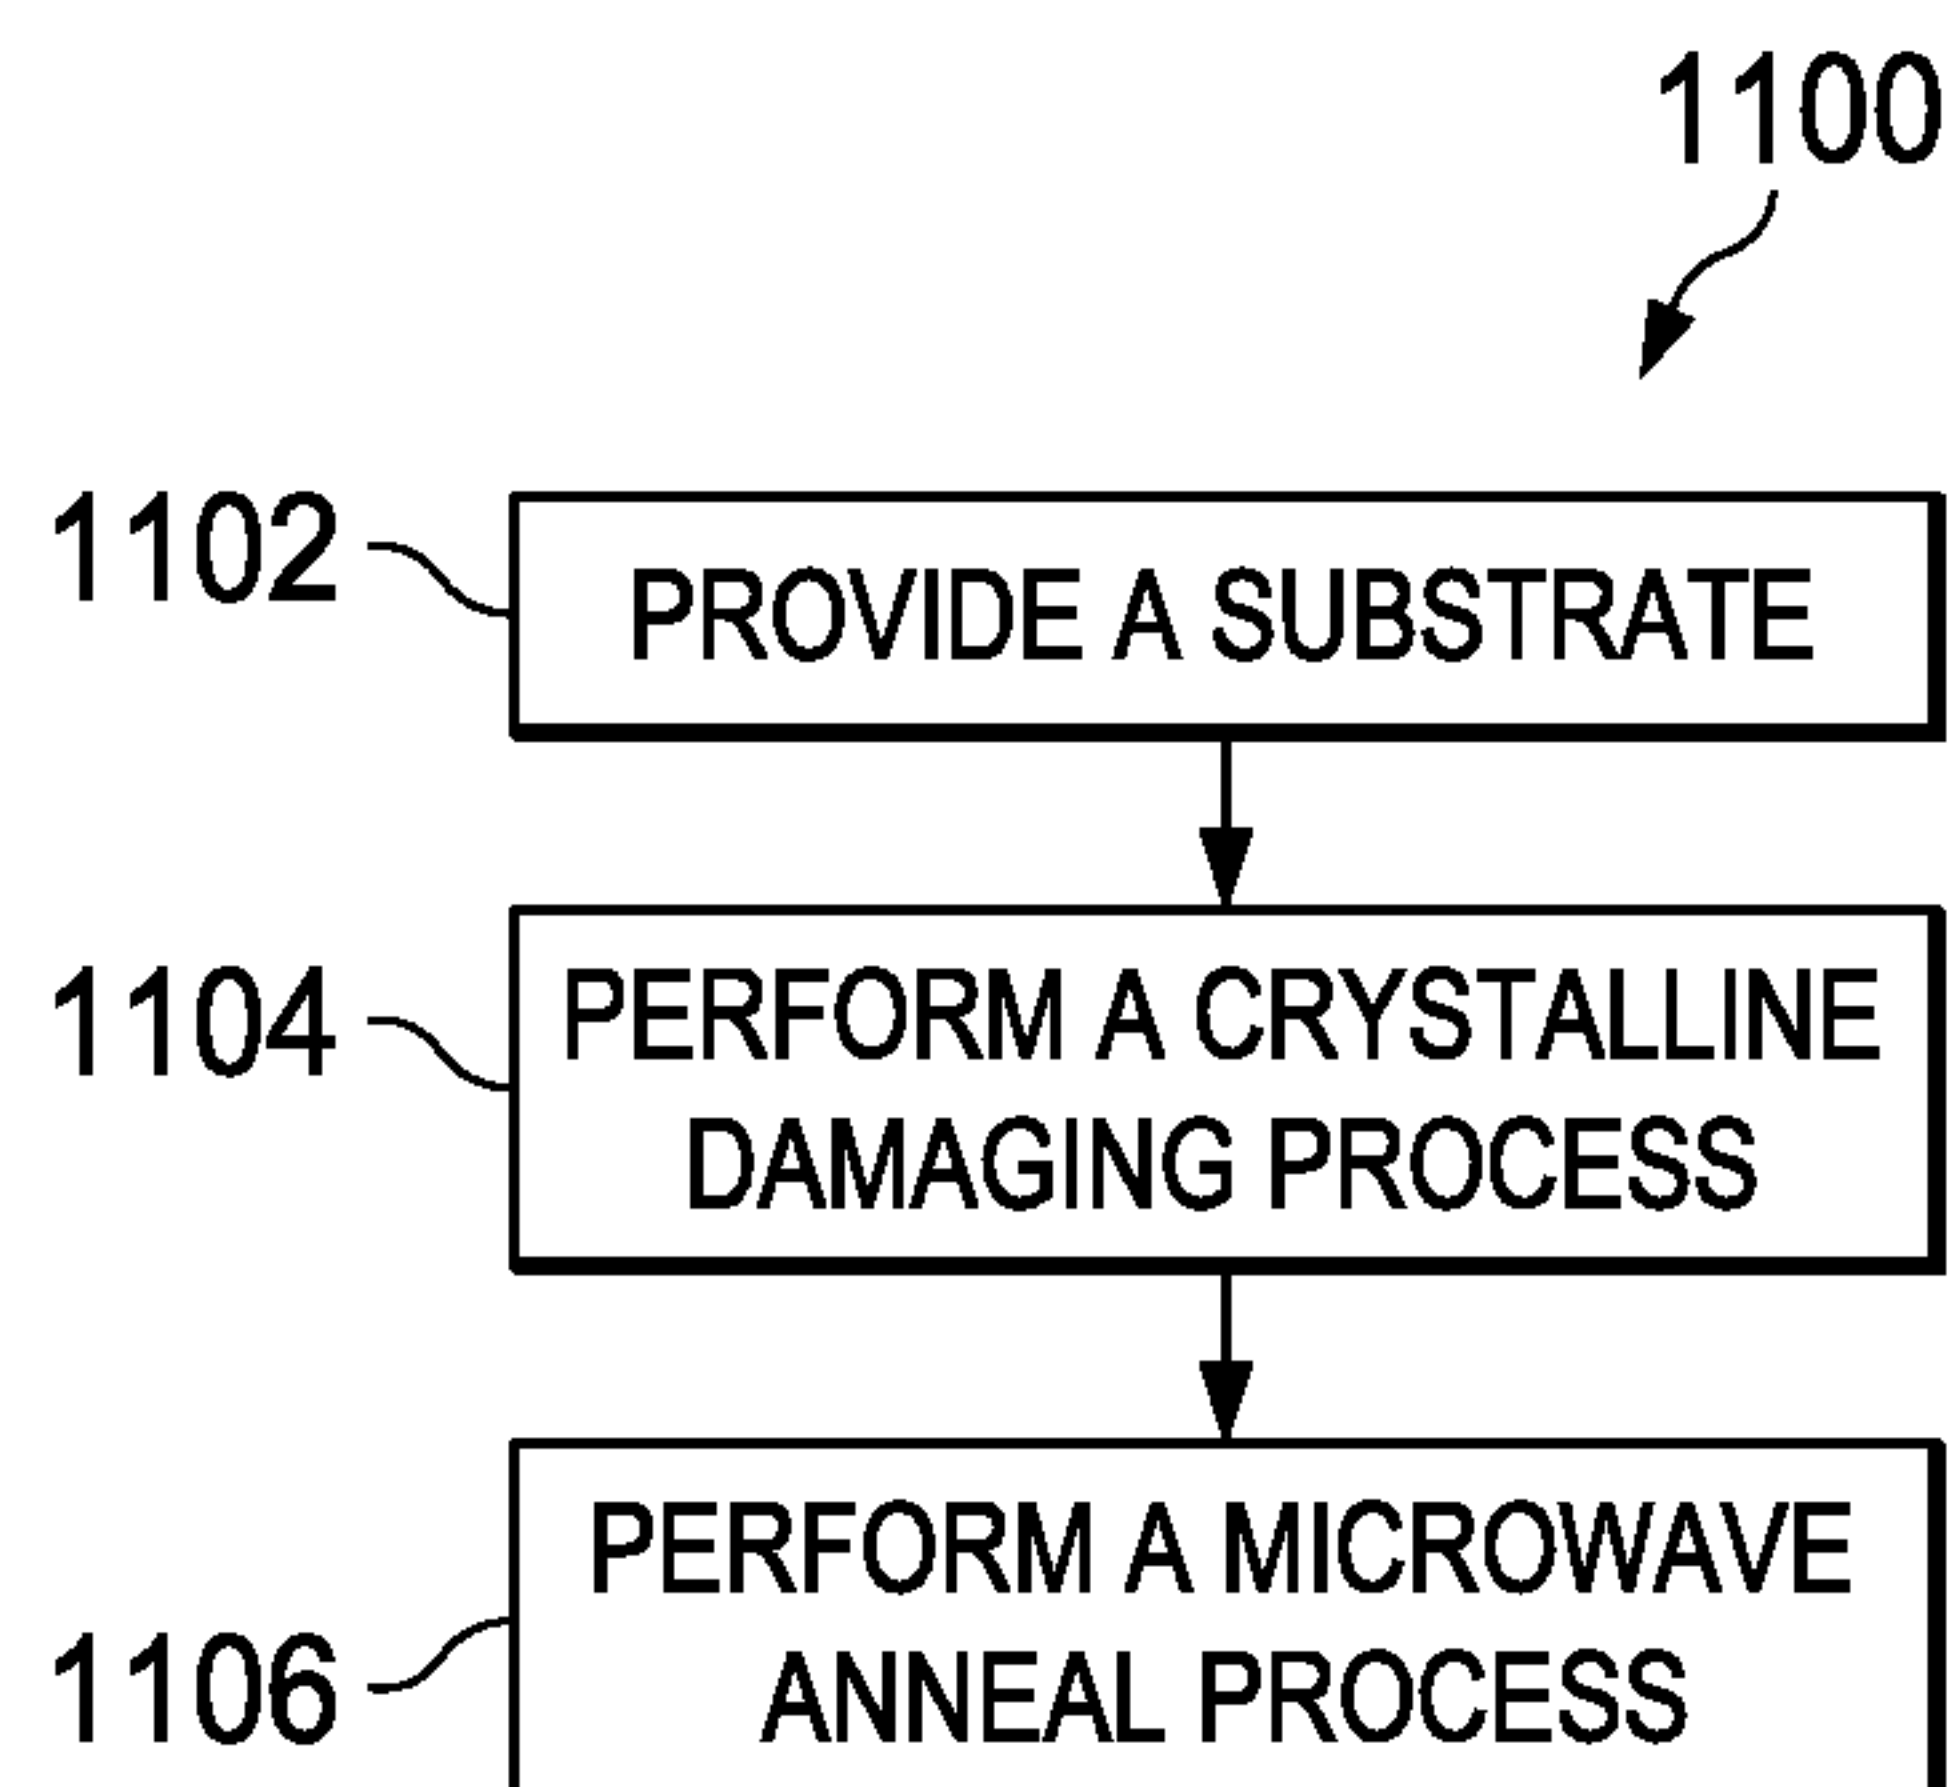 1100
1102
PROVIDE A SUBSTRATE
1104
PERFORM A CRYSTALLINE
DAMAGING PROCESS
PERFORM A MICROWAVE
1106
ANNEAL PROCESS